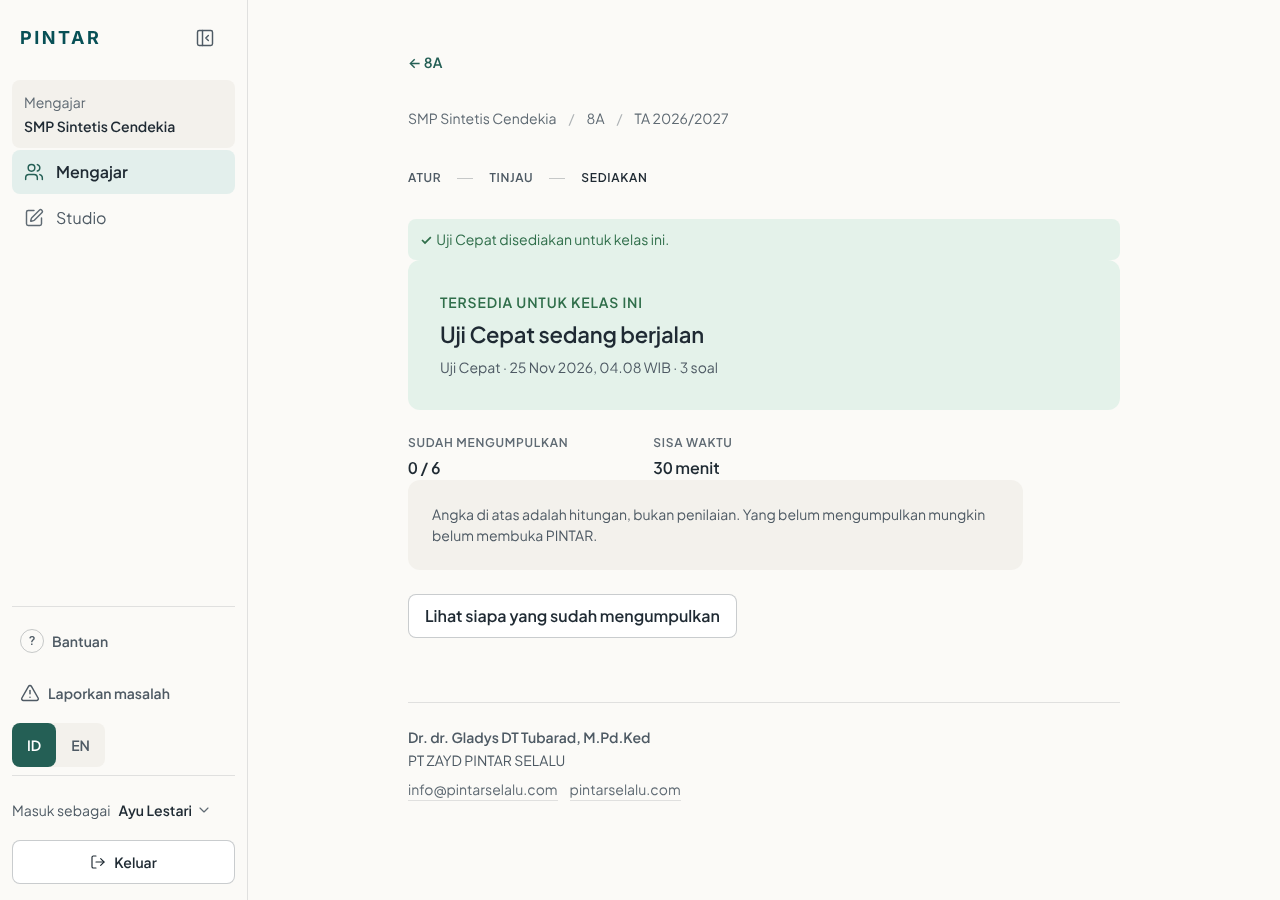 PINTAR
Mengajar
SMP Sintetis Cendekia
Mengajar
Studio
? Bantuan
Laporkan masalah
ID EN
Masuk sebagai Ayu Lestari
Keluar
← 8A
SMP Sintetis Cendekia / 8A / TA 2026/2027
ATUR — TINJAU — SEDIAKAN
✓ Uji Cepat disediakan untuk kelas ini.
TERSEDIA UNTUK KELAS INI
Uji Cepat sedang berjalan
Uji Cepat · 25 Nov 2026, 04.08 WIB · 3 soal
SUDAH MENGUMPULKAN SISA WAKTU
0 / 6 30 menit
Angka di atas adalah hitungan, bukan penilaian. Yang belum mengumpulkan mungkin
belum membuka PINTAR.
Lihat siapa yang sudah mengumpulkan
Dr. dr. Gladys DT Tubarad, M.Pd.Ked
PT ZAYD PINTAR SELALU
info@pintarselalu.com pintarselalu.com